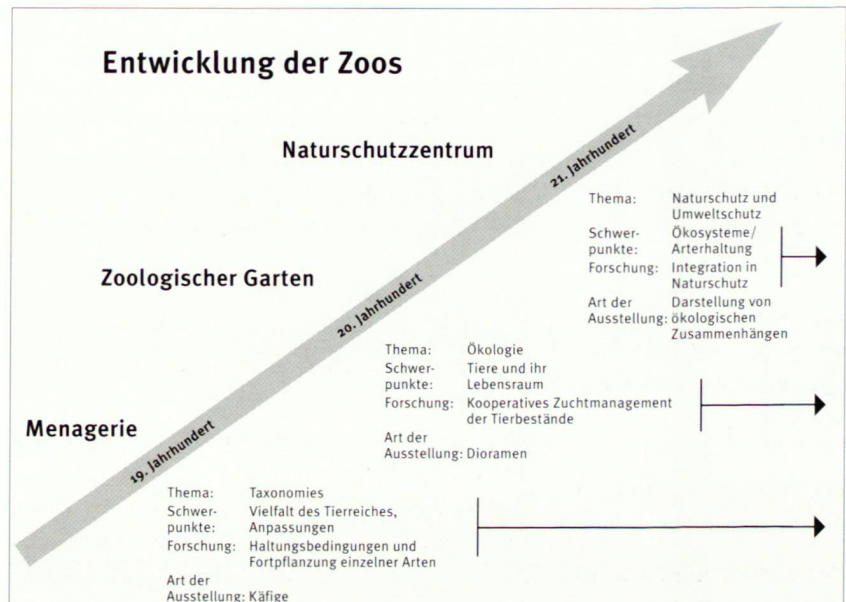 Entwicklung der Zoos
Naturschutzzentrum
21. Jahrhundert
Thema: Naturschutz und
Umweltschutz
Schwer- Ökosysteme/
punkte: Arterhaltung
Forschung: Integration in
Naturschutz
Art der Darstellung von
Ausstellung: ökologischen
Zusammenhängen
Zoologischer Garten
20. Jahrhundert
Thema: Ökologie
Schwer- Tiere und ihr
punkte: Lebensraum
Forschung: Kooperatives Zuchtmanagement
der Tierbestände
Art der
Ausstellung: Dioramen
Menagerie
19. Jahrhundert
Thema: Taxonomies
Schwer- Vielfalt des Tierreiches,
punkte: Anpassungen
Forschung: Haltungsbedingungen und
Fortpflanzung einzelner Arten
Art der
Ausstellung: Käfige